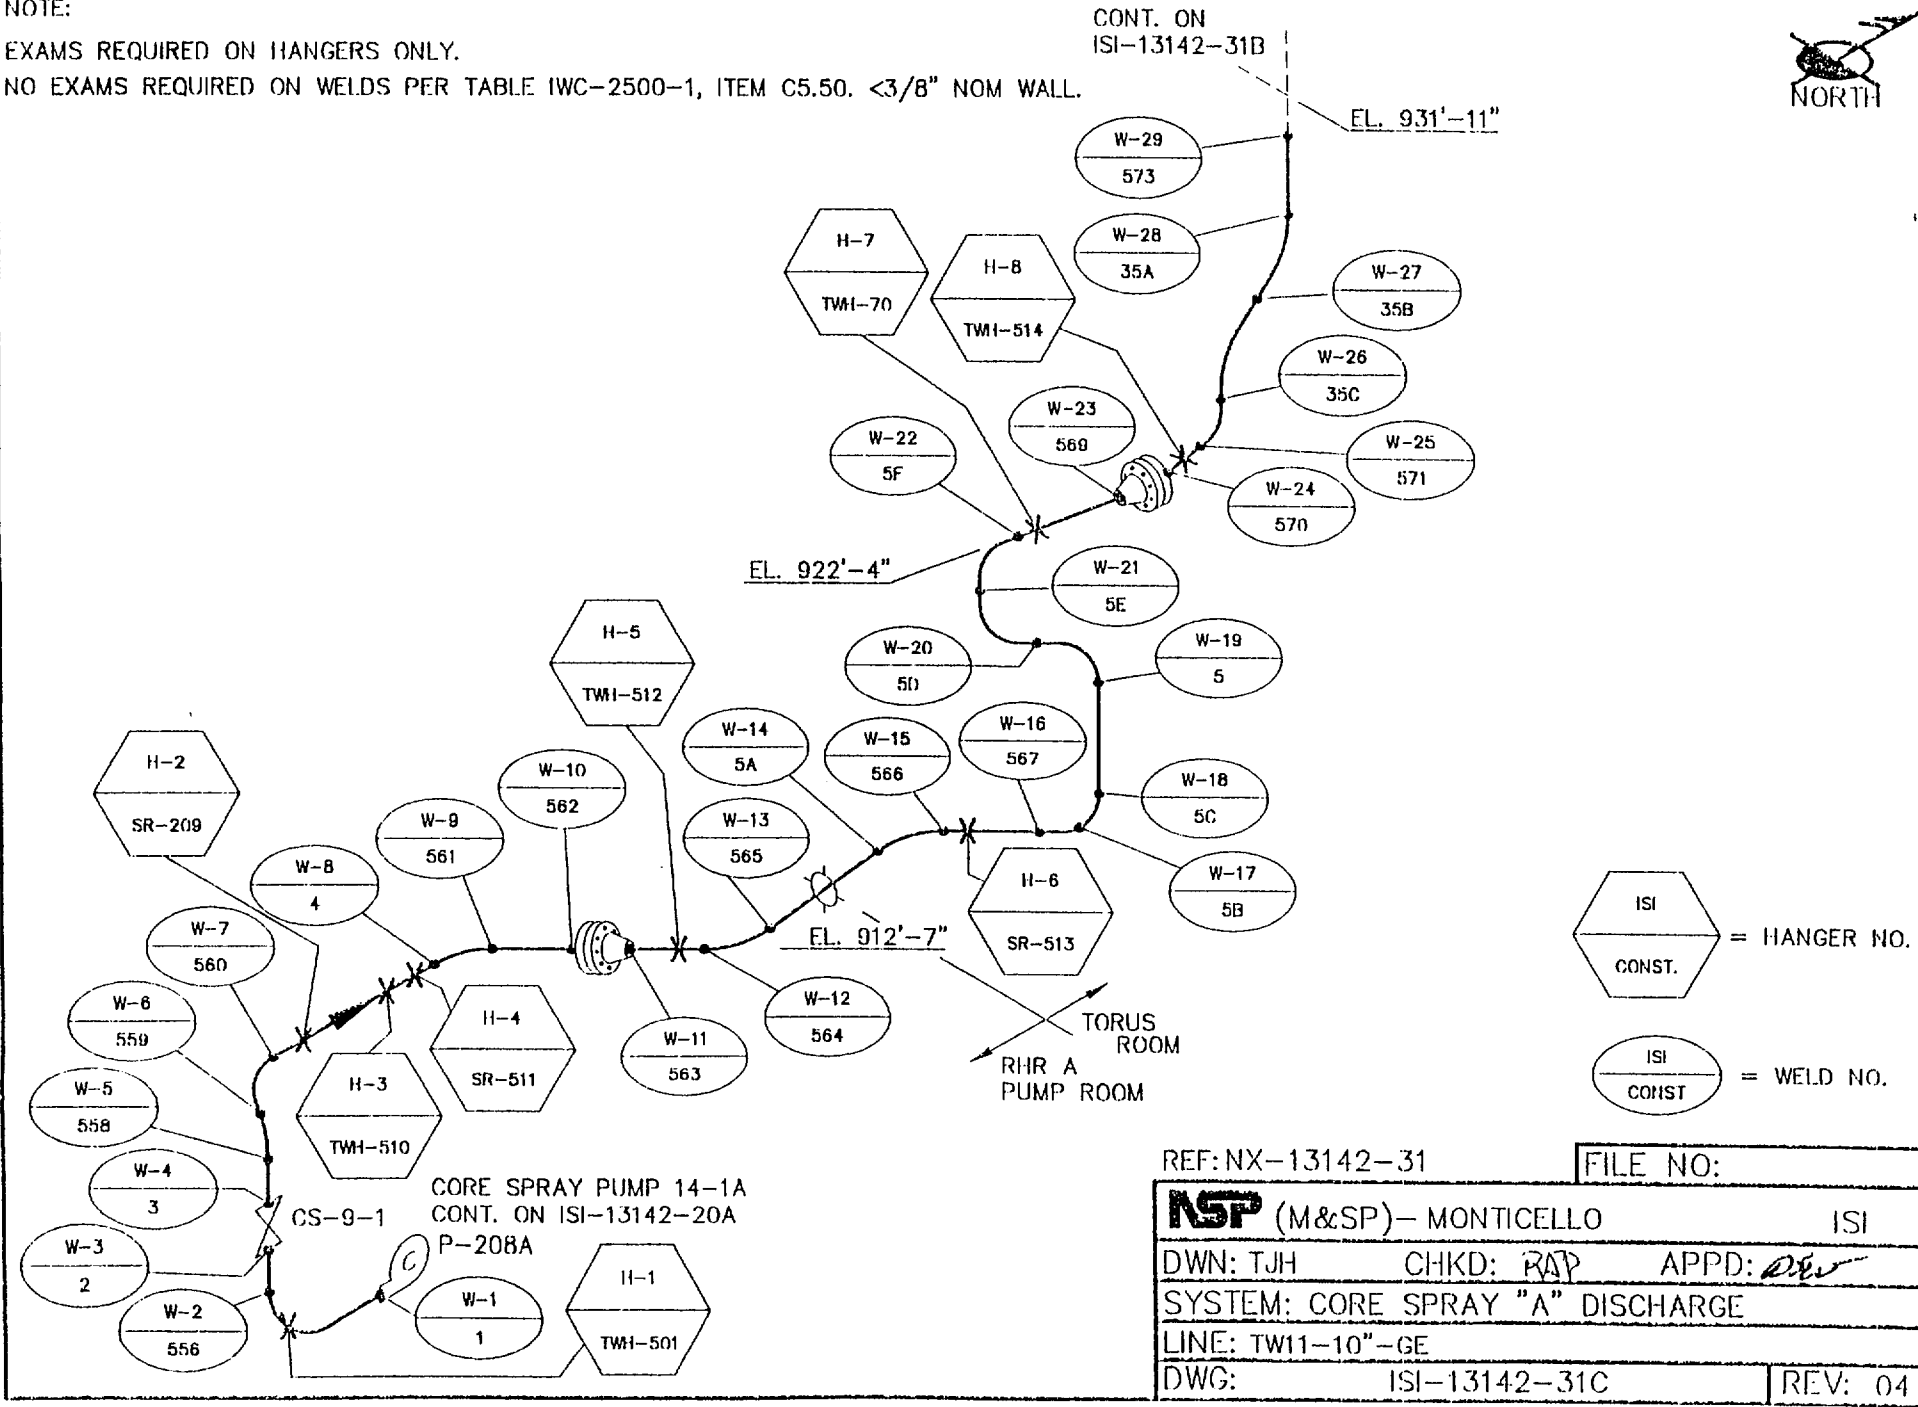 NOTE:
EXAMS REQUIRED ON HANGERS ONLY.
NO EXAMS REQUIRED ON WELDS PER TABLE IWC-2500-1, ITEM C5.50. <3/8" NOM WALL.
CONT. ON
ISI-13142-31B
NORTH
EL. 931'-11"
W-29
573
W-28
35A
H-7
TWH-70
H-8
TWH-514
W-27
35B
W-26
35C
W-23
569
W-22
5F
W-25
571
W-24
570
EL. 922'-4"
W-21
5E
H-5
TWH-512
W-20
5D
W-19
5
W-14
5A
W-15
566
W-16
567
H-2
SR-209
W-10
562
W-18
5C
W-9
561
W-13
565
W-8
4
H-6
SR-513
W-17
5B
W-7
560
EL. 912'-7"
ISI
CONST.
= HANGER NO.
W-6
559
H-4
SR-511
W-11
563
W-12
564
TORUS
ROOM
RHR A
PUMP ROOM
W-5
558
H-3
TWH-510
ISI
CONST
= WELD NO.
W-4
3
CS-9-1
CORE SPRAY PUMP 14-1A
CONT. ON ISI-13142-20A
P-208A
C
W-3
2
W-2
556
W-1
1
H-1
TWH-501
REF: NX-13142-31
FILE NO:
NSP (M&SP)- MONTICELLO ISI
DWN: TJH CHKD: RAP APPD:
SYSTEM: CORE SPRAY "A" DISCHARGE
LINE: TW11-10"-GE
DWG: ISI-13142-31C REV: 04